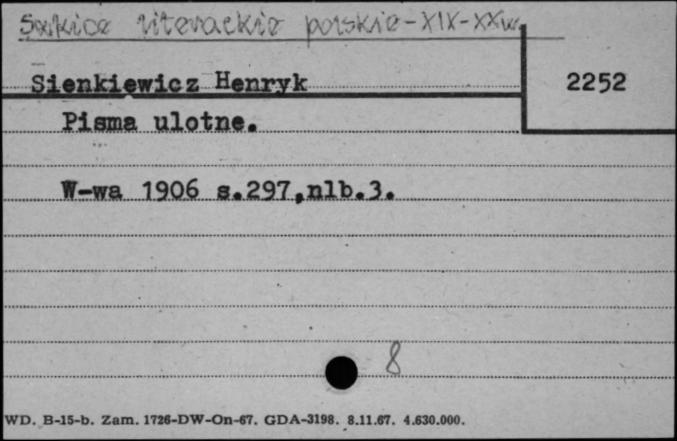 Szkice literackie polskie-XIX-XXw.
Sienkiewicz Henryk
2252
Pisma ulotne.
W-wa 1906 s.297,nlb.3.
8
WD. B-15-b. Zam. 1726-DW-On-67. GDA-3198. 8.11.67. 4.630.000.